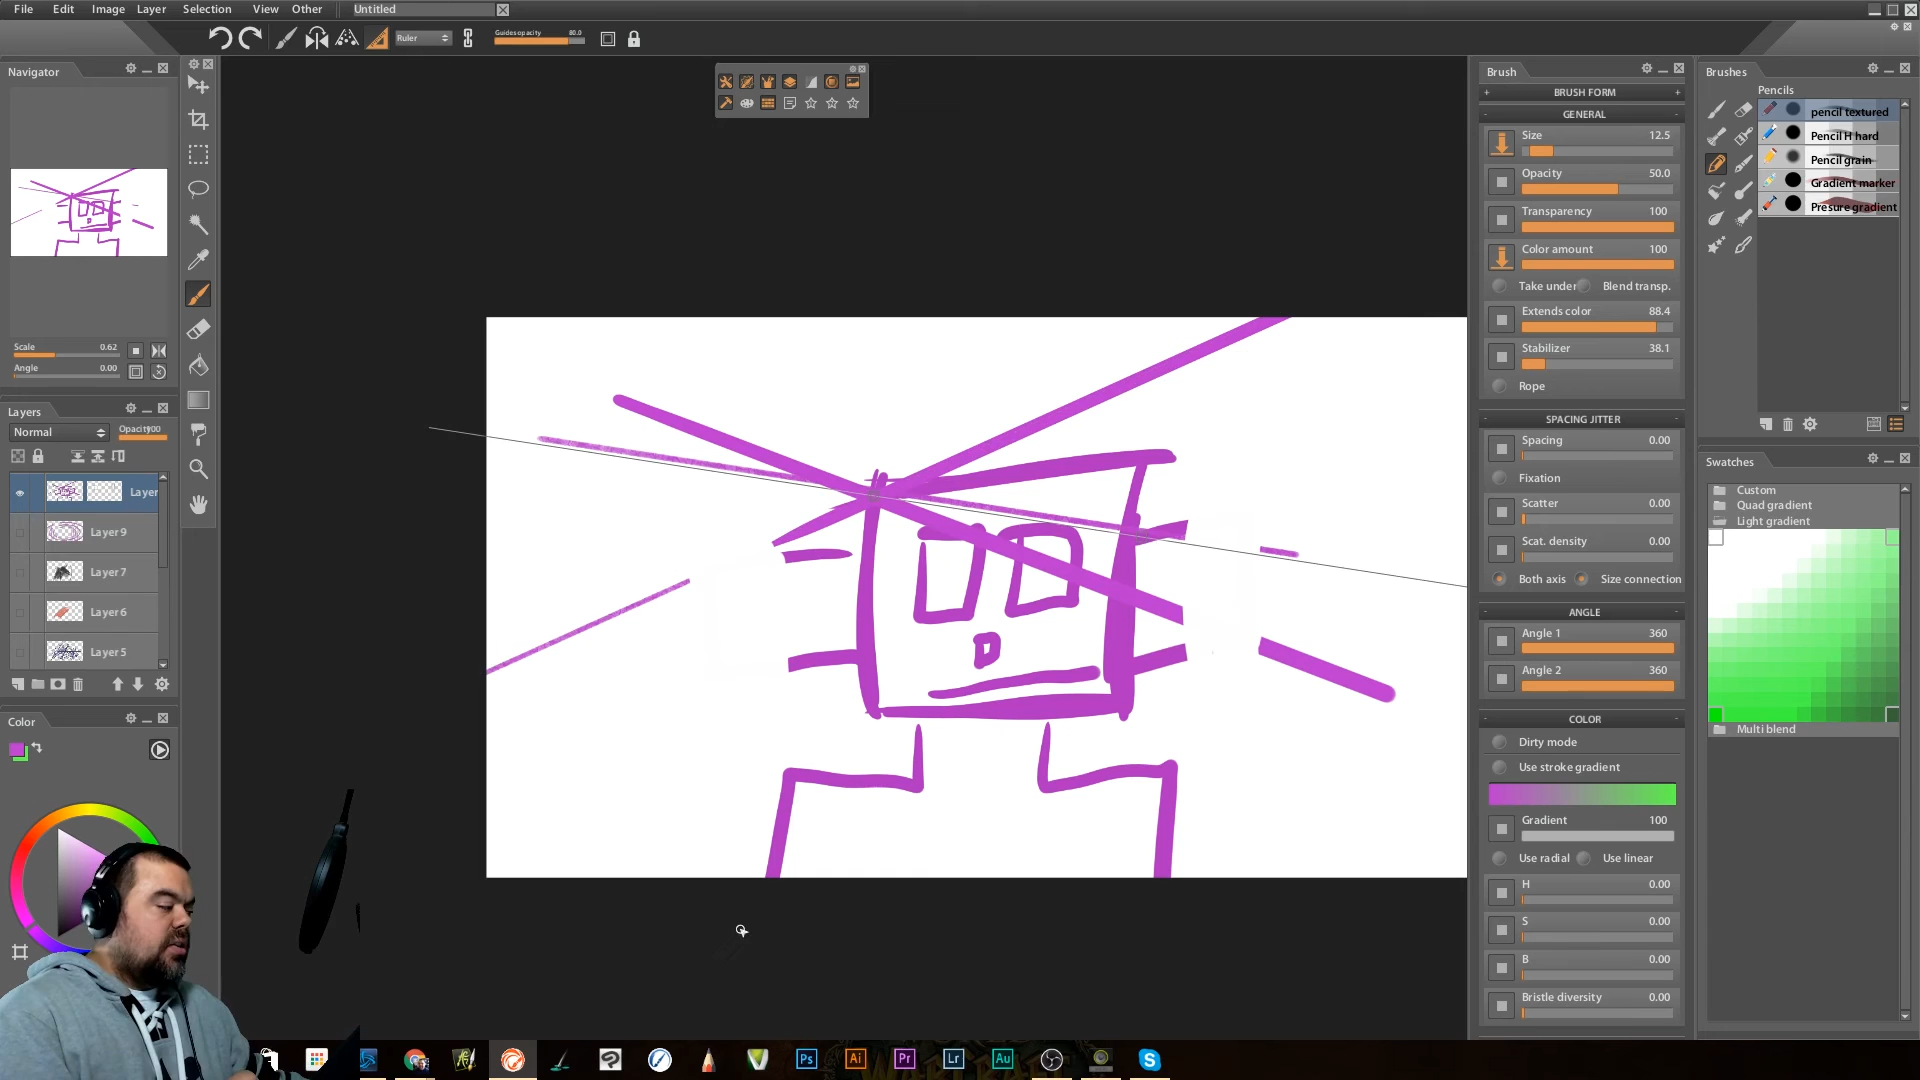 File Edit Image Layer Selection View Other Untitled
Ruler Guides opacity 80.0
Navigator
Scale 0.62
Angle 0.00
Layers
Normal Opacity 100
Layer
Layer 9
Layer 7
Layer 6
Layer 5
Color
Brush
BRUSH FORM
GENERAL
Size 12.5
Opacity 50.0
Transparency 100
Color amount 100
Take under Blend transp.
Extends color 88.4
Stabilizer 38.1
Rope
SPACING JITTER
Spacing 0.00
Fixation
Scatter 0.00
Scat. density 0.00
Both axis Size connection
ANGLE
Angle 1 360
Angle 2 360
COLOR
Dirty mode
Use stroke gradient
Gradient 100
Use radial Use linear
H 0.00
S 0.00
B 0.00
Bristle diversity 0.00
Brushes
Pencils
pencil textured
Pencil H hard
Pencil grain
Gradient marker
Presure gradient
Swatches
Custom
Quad gradient
Light gradient
Multi blend
Ps Ai Pr Lr Au